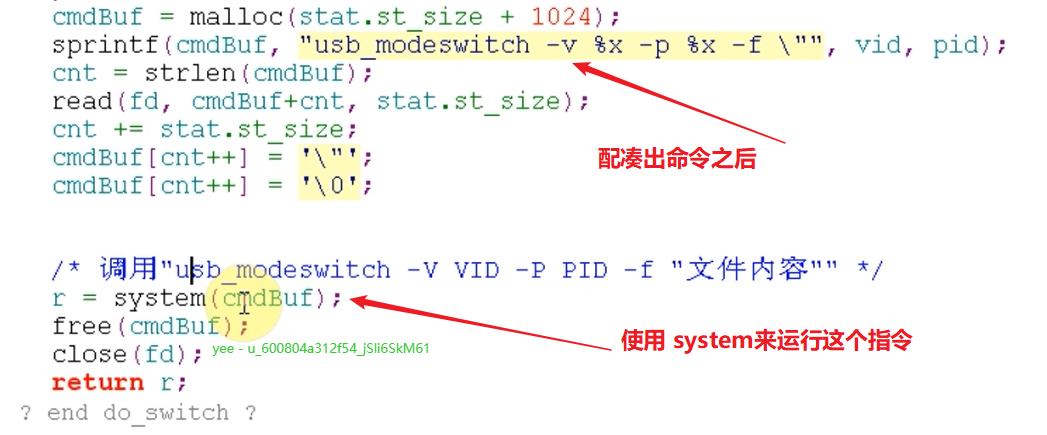 cmdBuf = malloc(stat.st_size + 1024);
sprintf(cmdBuf, "usb_modeswitch -v %x -p %x -f \"", vid, pid);
cnt = strlen(cmdBuf);
read(fd, cmdBuf+cnt, stat.st_size);
cnt += stat.st_size;
cmdBuf[cnt++] = '\"';
配凑出命令之后
cmdBuf[cnt++] = '\0';
/* 调用"usb_modeswitch -V VID -P PID -f "文件内容"" */
r = system(cmdBuf);
free(cmdBuf);
使用 system来运行这个指令
close(fd);
yee - u_600804a312f54_jSIi6SkM61
return r;
? end do_switch ?